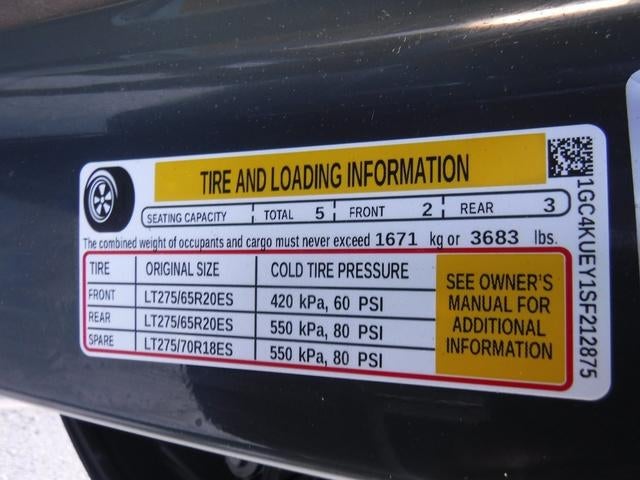 TIRE AND LOADING INFORMATION
SEATING CAPACITY TOTAL 5 FRONT 2 REAR 3
The combined weight of occupants and cargo must never exceed 1671 kg or 3683 lbs.
TIRE ORIGINAL SIZE COLD TIRE PRESSURE
FRONT LT275/65R20ES 420 kPa, 60 PSI
REAR LT275/65R20ES 550 kPa, 80 PSI
SPARE LT275/70R18ES 550 kPa, 80 PSI
SEE OWNER'S
MANUAL FOR
ADDITIONAL
INFORMATION
1GC4KUEY1SF212875